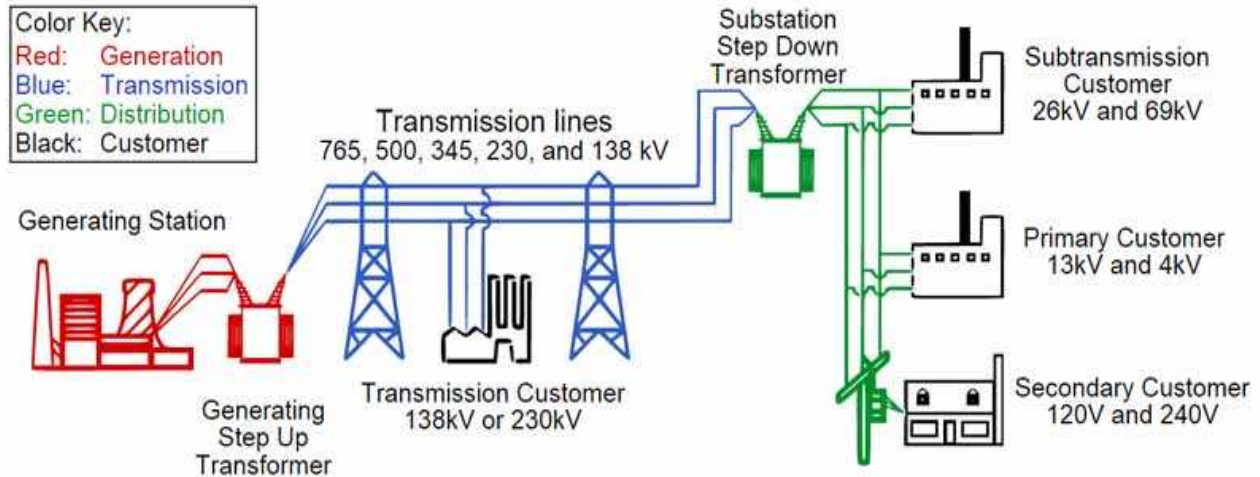 Color Key:
Red: Generation
Blue: Transmission
Green: Distribution
Black: Customer
Substation
Step Down
Transformer
Subtransmission
Customer
26kV and 69kV
Transmission lines
765, 500, 345, 230, and 138 kV
Generating Station
Primary Customer
13kV and 4kV
Transmission Customer
138kV or 230kV
Secondary Customer
120V and 240V
Generating
Step Up
Transformer